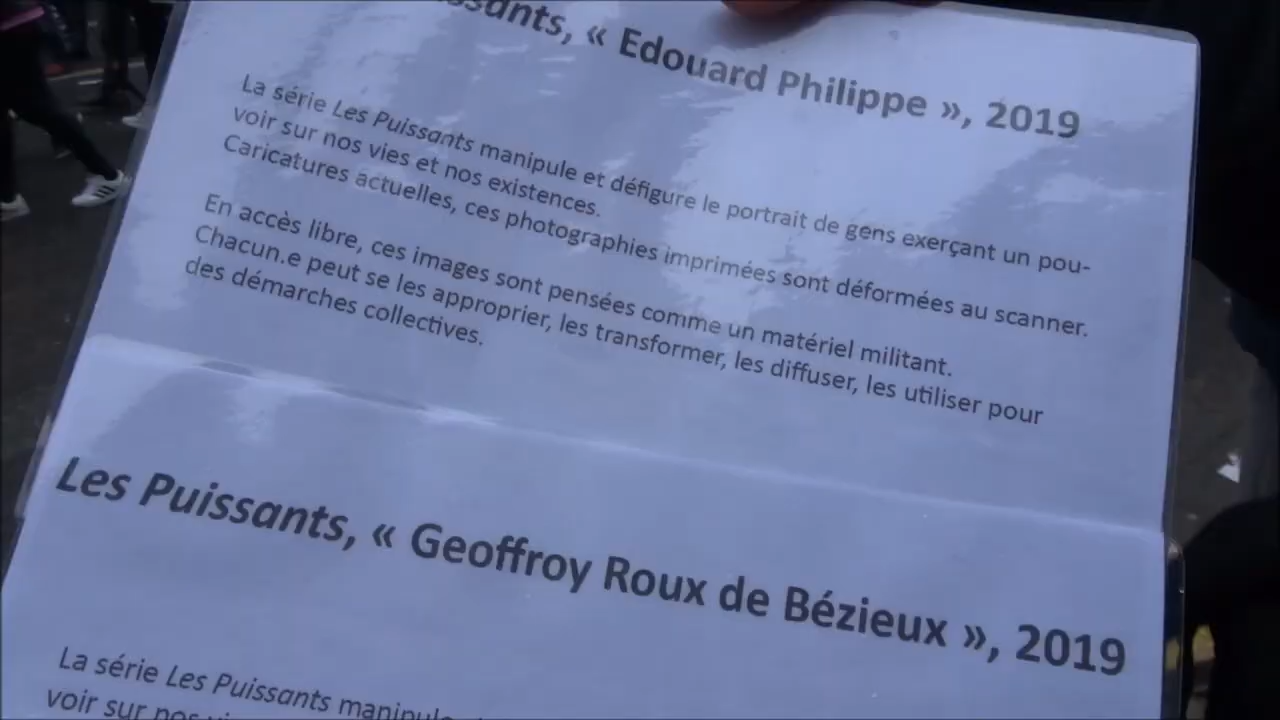 « Edouard Philippe », 2019
La série Les Puissants manipule et défigure le portrait de gens exerçant un pou-
voir sur nos vies et nos existences.
Caricatures actuelles, ces photographies imprimées sont déformées au scanner.
En accès libre, ces images sont pensées comme un matériel militant.
Chacun.e peut se les approprier, les transformer, les diffuser, les utiliser pour
des démarches collectives.
Les Puissants, « Geoffroy Roux de Bézieux », 2019
La série Les Puissants
voir sur nos